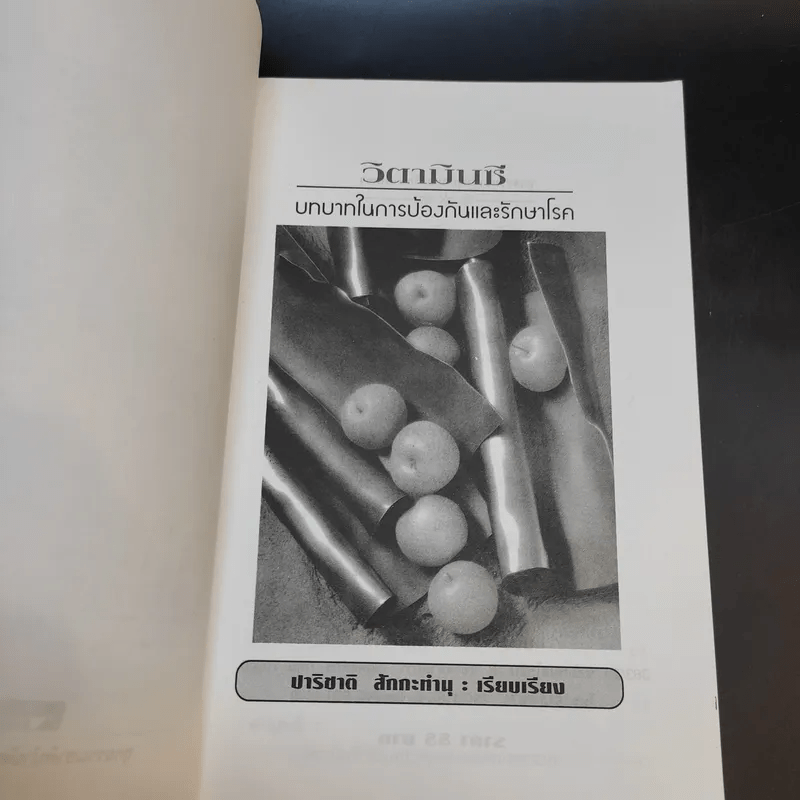 วิตามินซี
บทบาทในการป้องกันและรักษาโรค
ปาริชาติ สักกะทำนุ : เรียบเรียง